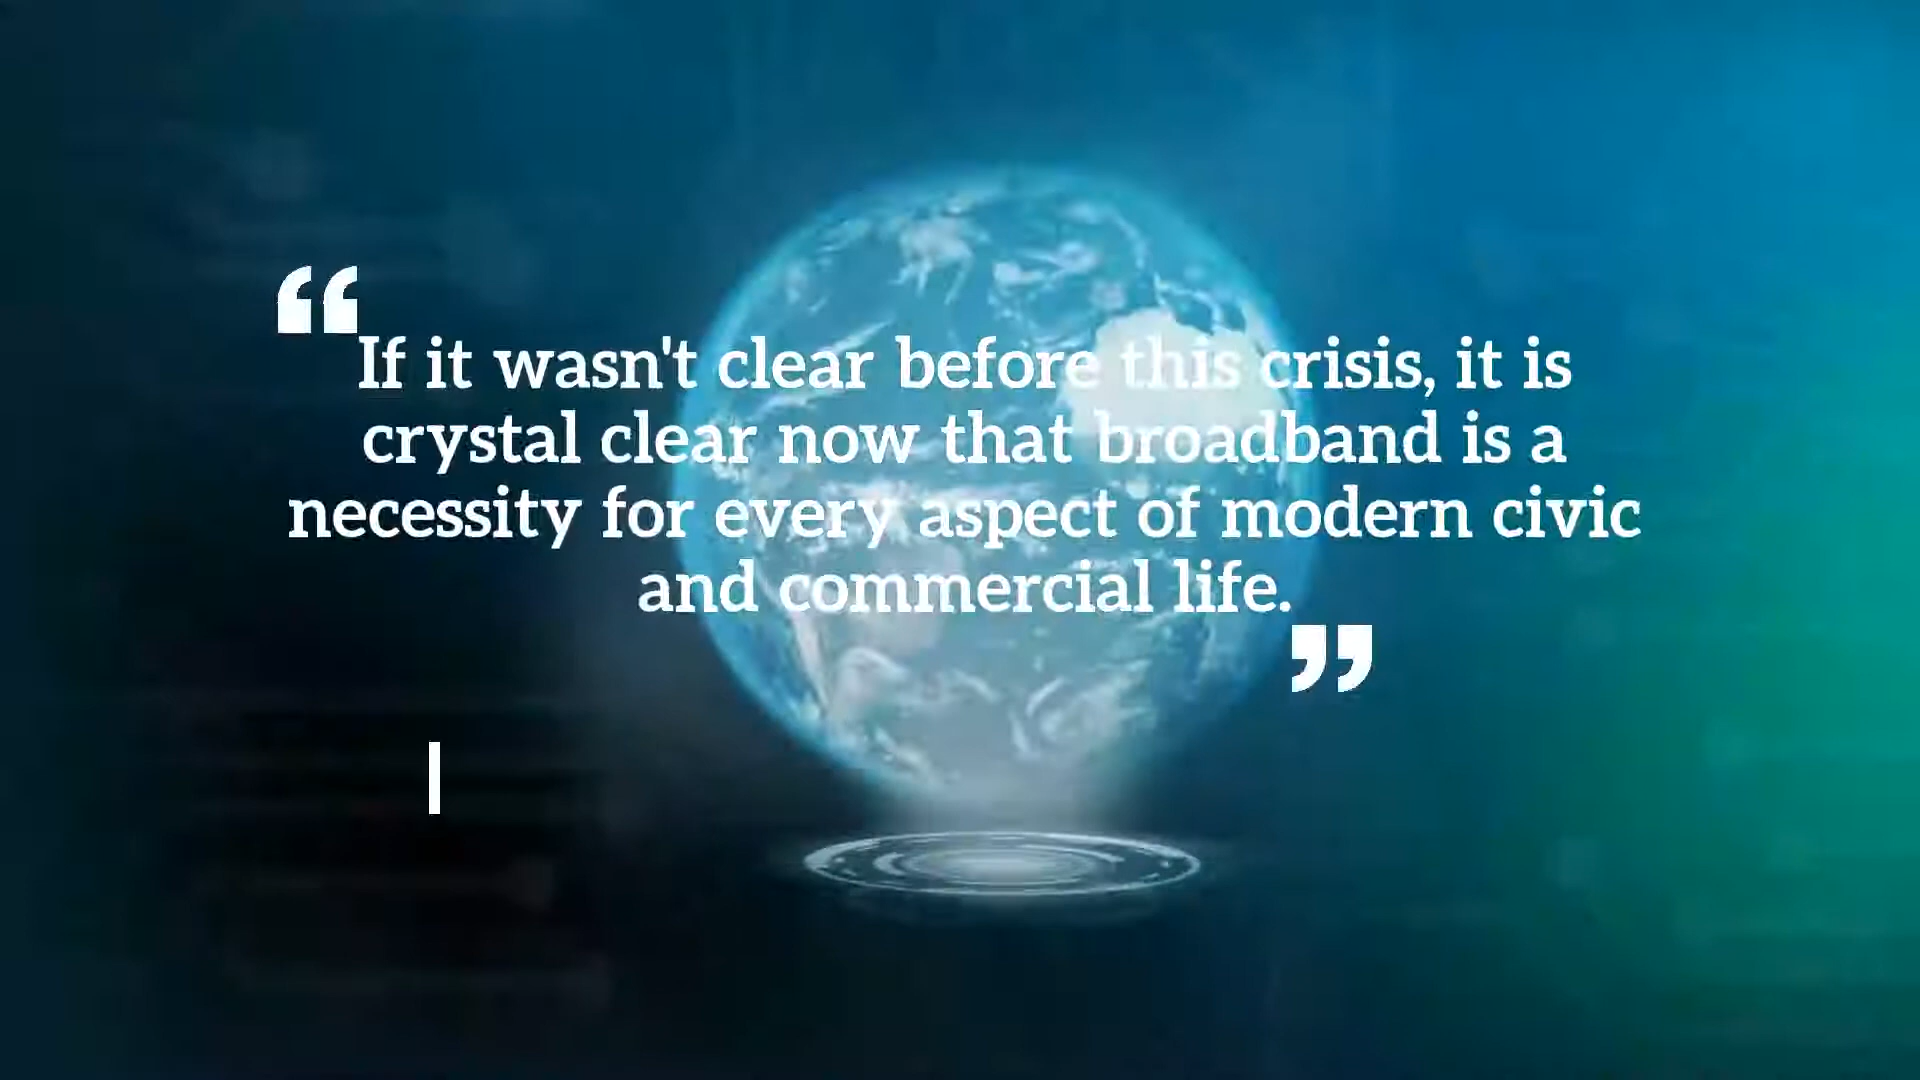 “If it wasn't clear before this crisis, it is
crystal clear now that broadband is a
necessity for every aspect of modern civic
and commercial life.”